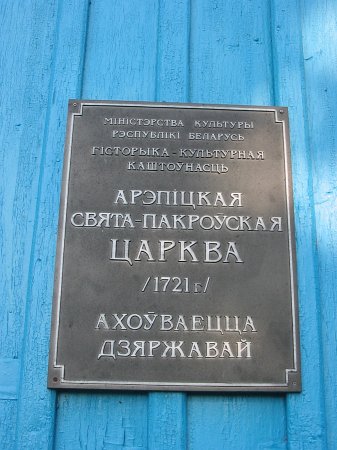 МІНІСТЭРСТВА КУЛЬТУРЫ
РЭСПУБЛІКІ БЕЛАРУСЬ
ГІСТОРЫКА-КУЛЬТУРНАЯ
КАШТОЎНАСЦЬ
АРЭПІЦКАЯ
СВЯТА-ПАКРОЎСКАЯ
ЦАРКВА
/1721 г./
АХОЎВАЕЦЦА
ДЗЯРЖАВАЙ